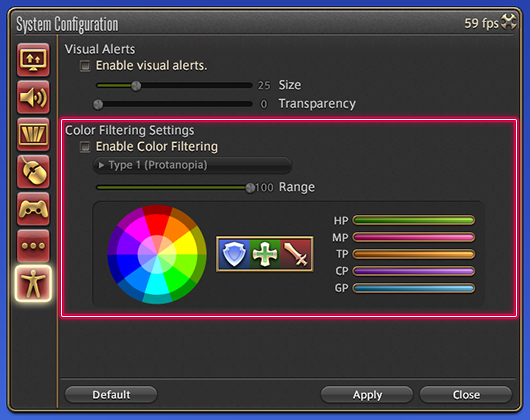 System Configuration
59 fps
Visual Alerts
Enable visual alerts.
25 Size
0 Transparency
Color Filtering Settings
Enable Color Filtering
Type 1 (Protanopia)
100 Range
HP
MP
TP
CP
GP
Default
Apply
Close